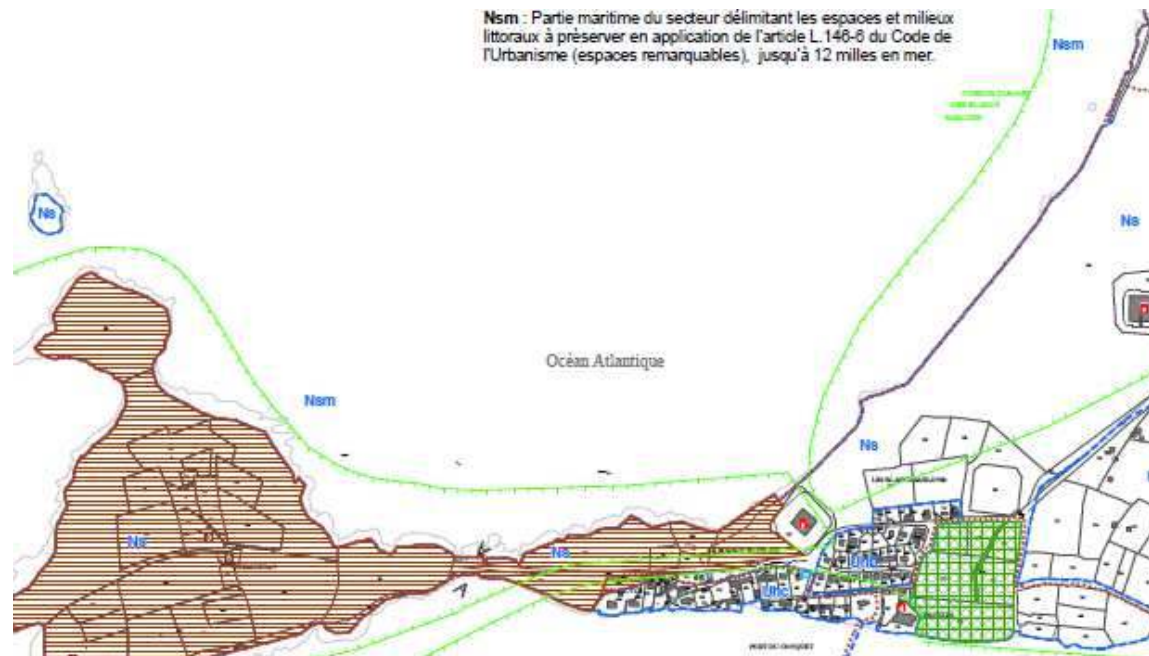 Nsm : Partie maritime du secteur délimitant les espaces et milieux
littoraux à préserver en application de l'article L.146-6 du Code de
l'Urbanisme (espaces remarquables), jusqu'à 12 milles en mer.
Nsm
Ns
Ns
Océan Atlantique
Nsm
Ns
Ns
Ns
Uhb
Uhc